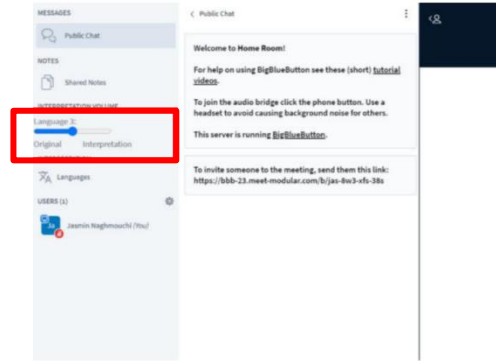 MESSAGES
Public Chat
NOTES
Shared Notes
INTERPRETATION VOLUME
Language 3:
Original Interpretation
Languages
USERS (1)
Ja
Jasmin Naghmouchi (You)
Public Chat
Welcome to Home Room!
For help on using BigBlueButton see these (short) tutorial
videos.
To join the audio bridge click the phone button. Use a
headset to avoid causing background noise for others.
This server is running BigBlueButton.
To invite someone to the meeting, send them this link:
https://bbb-23.meet-modular.com/b/jas-8w3-xfs-38s